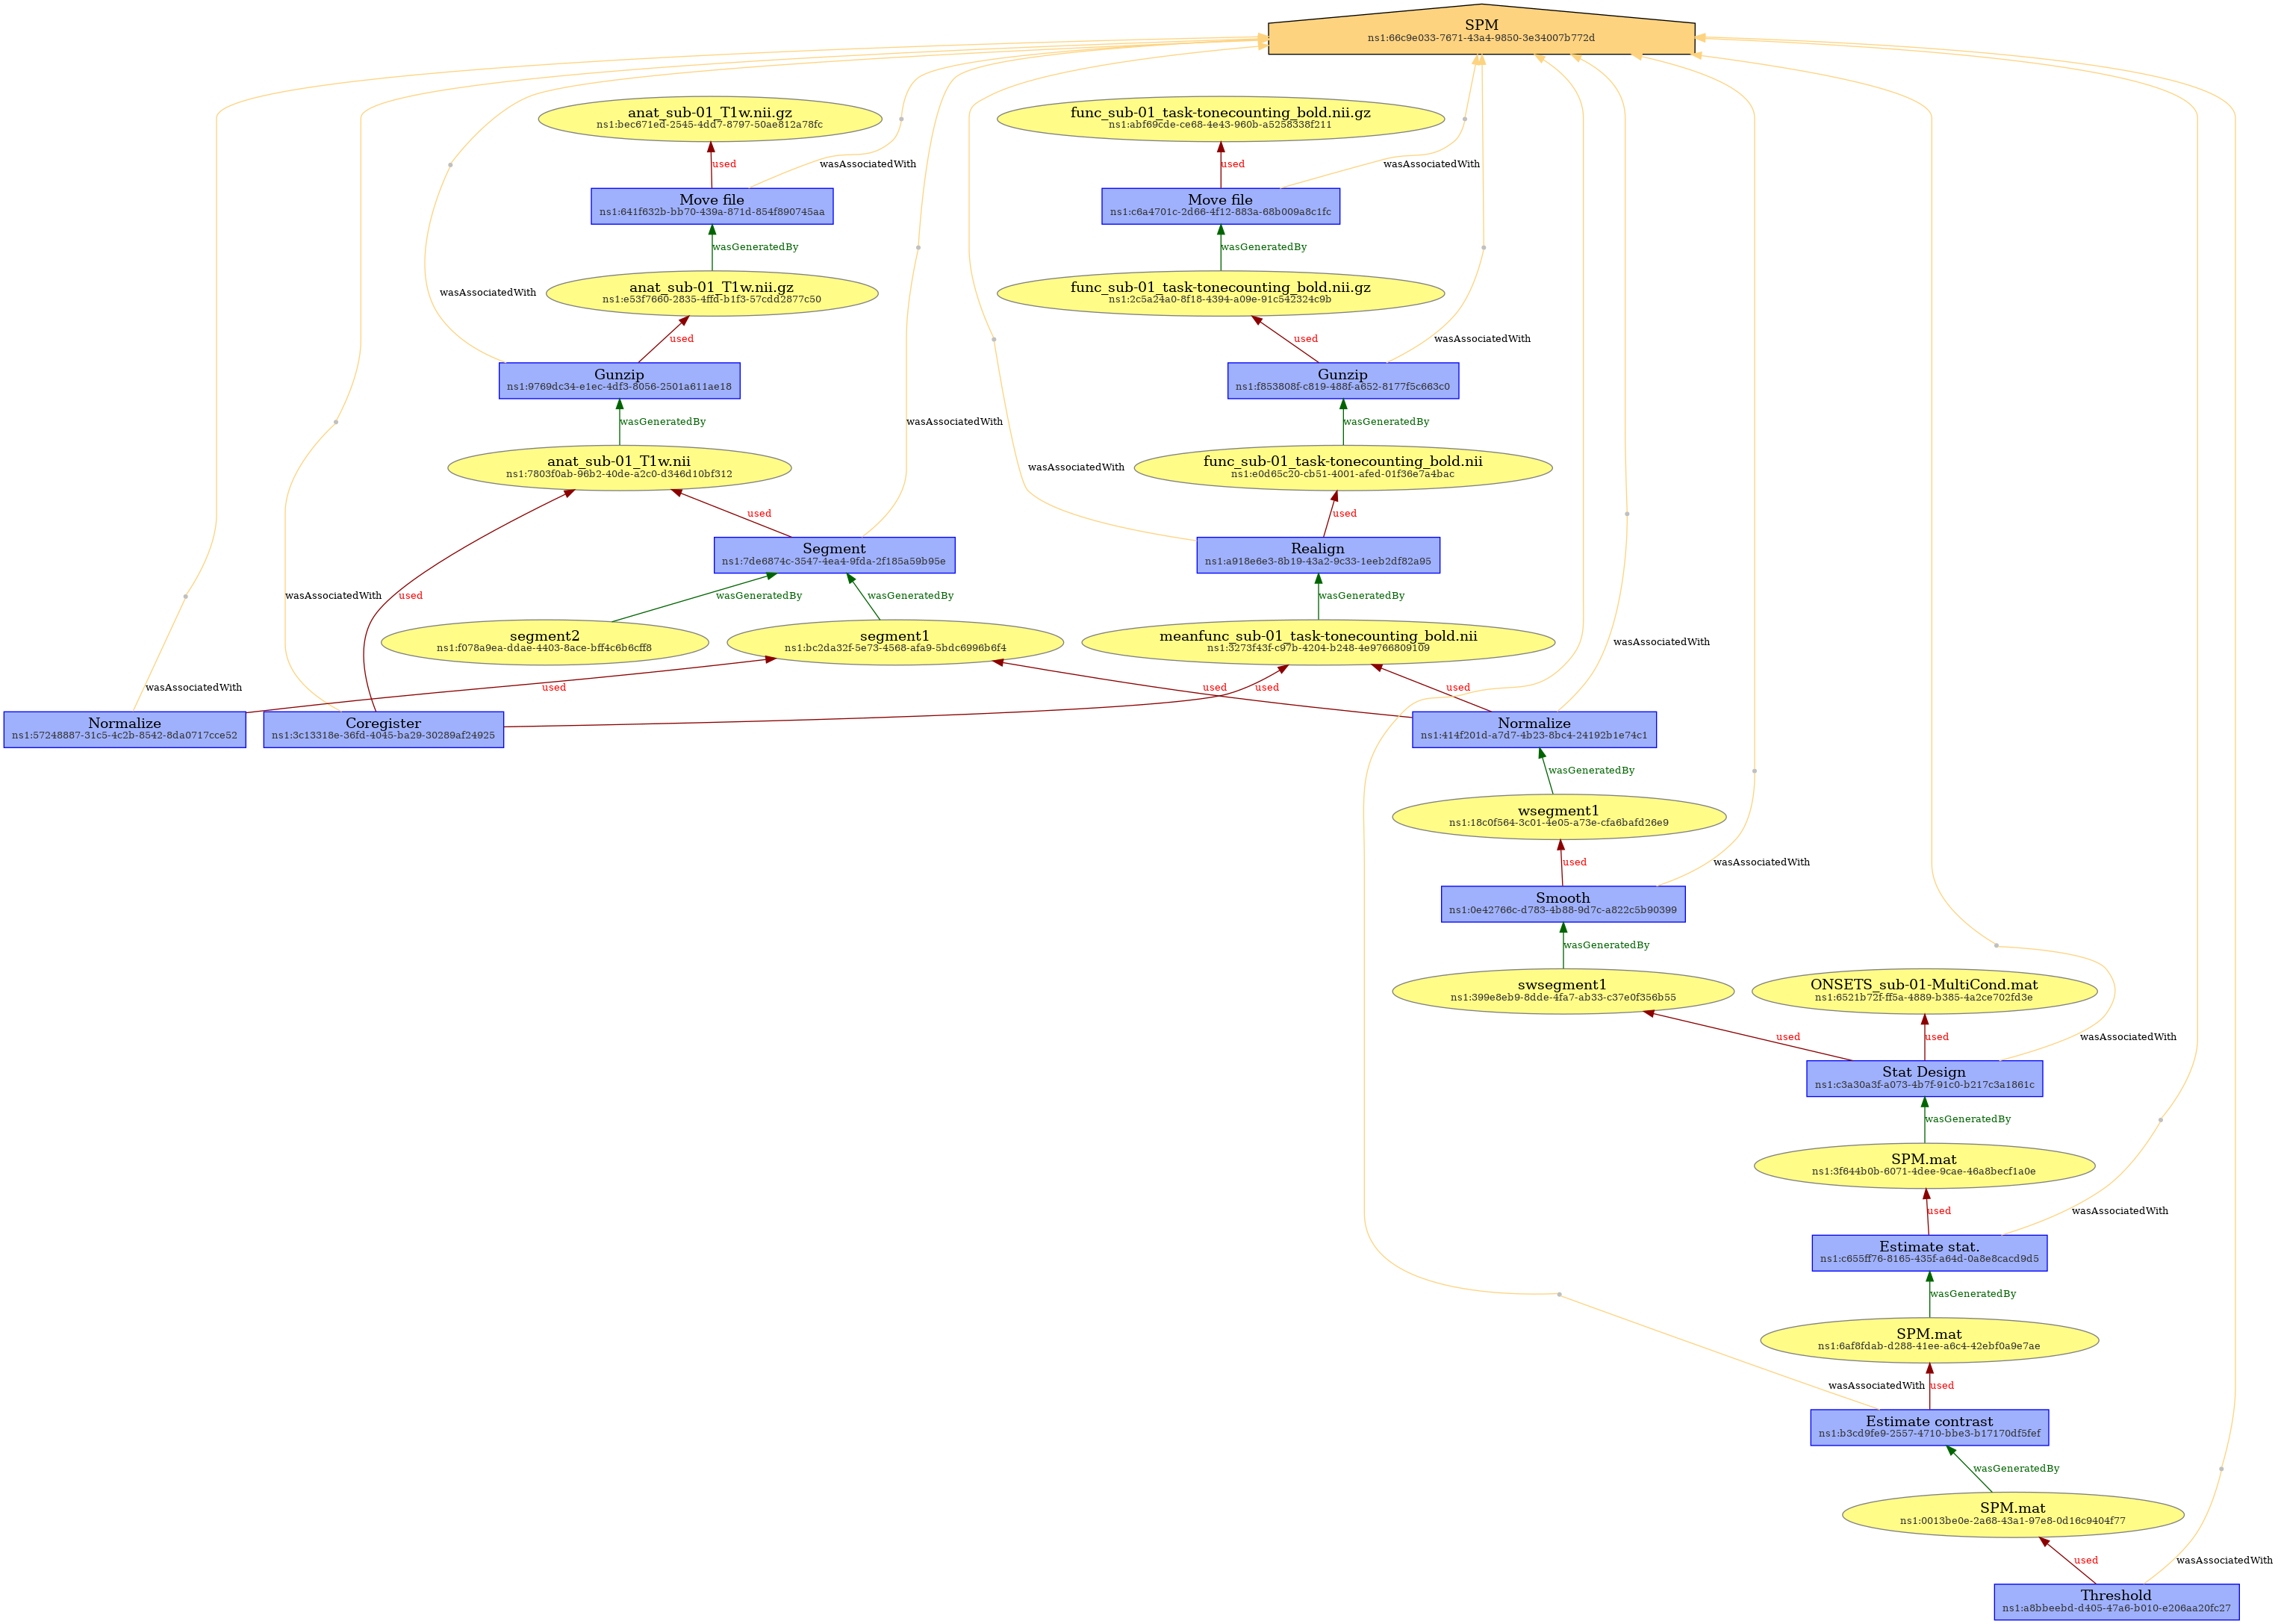 SPM
ns1:66c9e033-7671-43a4-9850-3e34007b772d
anat_sub-01_T1w.nii.gz
ns1:bec671ed-2545-4dd7-8797-50ae812a78fc
func_sub-01_task-tonecounting_bold.nii.gz
ns1:abf69cde-ce68-4e43-960b-a5258338f211
used
wasAssociatedWith
used
wasAssociatedWith
Move file
ns1:641f632b-bb70-439a-871d-854f890745aa
Move file
ns1:c6a4701c-2d66-4f12-883a-68b009a8c1fc
wasGeneratedBy
wasGeneratedBy
wasAssociatedWith
anat_sub-01_T1w.nii.gz
ns1:e53f7660-2835-4ffd-b1f3-57cdd2877c50
func_sub-01_task-tonecounting_bold.nii.gz
ns1:2c5a24a0-8f18-4394-a09e-91c542324c9b
used
used
wasAssociatedWith
Gunzip
ns1:9769dc34-e1ec-4df3-8056-2501a611ae18
Gunzip
ns1:f853808f-c819-488f-a652-8177f5c663c0
wasGeneratedBy
wasAssociatedWith
wasGeneratedBy
anat_sub-01_T1w.nii
ns1:7803f0ab-96b2-40de-a2c0-d346d10bf312
wasAssociatedWith
func_sub-01_task-tonecounting_bold.nii
ns1:e0d65c20-cb51-4001-afed-01f36e7a4bac
used
used
Segment
ns1:7de6874c-3547-4ea4-9fda-2f185a59b95e
Realign
ns1:a918e6e3-8b19-43a2-9c33-1eeb2df82a95
wasAssociatedWith
used
wasGeneratedBy
wasGeneratedBy
wasGeneratedBy
segment2
ns1:f078a9ea-ddae-4403-8ace-bff4c6b6cff8
segment1
ns1:bc2da32f-5e73-4568-afa9-5bdc6996b6f4
meanfunc_sub-01_task-tonecounting_bold.nii
ns1:3273f43f-c97b-4204-b248-4e9766809109
wasAssociatedWith
wasAssociatedWith
used
used
used
used
Normalize
ns1:57248887-31c5-4c2b-8542-8da0717cce52
Coregister
ns1:3c13318e-36fd-4045-ba29-30289af24925
Normalize
ns1:414f201d-a7d7-4b23-8bc4-24192b1e74c1
wasGeneratedBy
wsegment1
ns1:18c0f564-3c01-4e05-a73e-cfa6bafd26e9
used
wasAssociatedWith
Smooth
ns1:0e42766c-d783-4b88-9d7c-a822c5b90399
wasGeneratedBy
swsegment1
ns1:399e8eb9-8dde-4fa7-ab33-c37e0f356b55
ONSETS_sub-01-MultiCond.mat
ns1:6521b72f-ff5a-4889-b385-4a2ce702fd3e
used
used
wasAssociatedWith
Stat Design
ns1:c3a30a3f-a073-4b7f-91c0-b217c3a1861c
wasGeneratedBy
SPM.mat
ns1:3f644b0b-6071-4dee-9cae-46a8becf1a0e
used
wasAssociatedWith
Estimate stat.
ns1:c655ff76-8165-435f-a64d-0a8e8cacd9d5
wasGeneratedBy
SPM.mat
ns1:6af8fdab-d288-41ee-a6c4-42ebf0a9e7ae
wasAssociatedWith
used
Estimate contrast
ns1:b3cd9fe9-2557-4710-bbe3-b17170df5fef
wasGeneratedBy
SPM.mat
ns1:0013be0e-2a68-43a1-97e8-0d16c9404f77
used
wasAssociatedWith
Threshold
ns1:a8bbeebd-d405-47a6-b010-e206aa20fc27